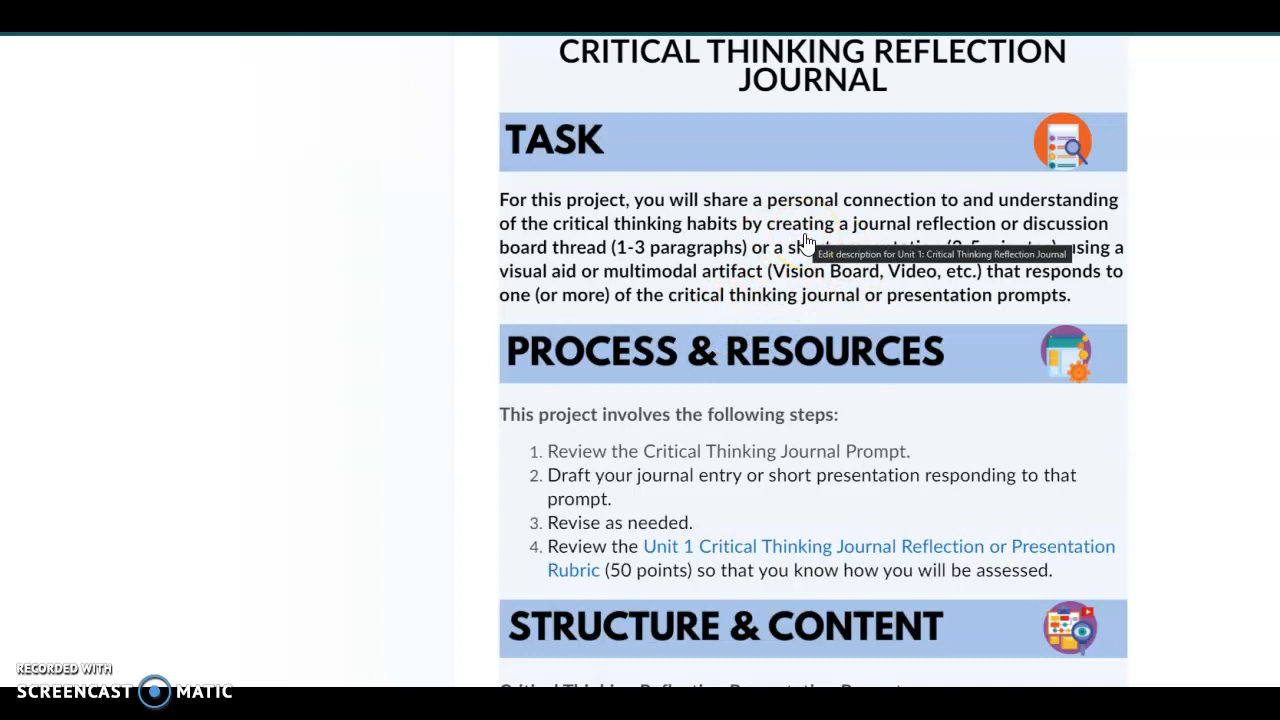 CRITICAL THINKING REFLECTION
JOURNAL
TASK
For this project, you will share a personal connection to and understanding
of the critical thinking habits by creating a journal reflection or discussion
board thread (1-3 paragraphs) or a using a
Edit description for Unit 1: Critical Thinking Reflection Journal
visual aid or multimodal artifact (Vision Board, Video, etc.) that responds to
one (or more) of the critical thinking journal or presentation prompts.
PROCESS & RESOURCES
This project involves the following steps:
1. Review the Critical Thinking Journal Prompt.
2. Draft your journal entry or short presentation responding to that
prompt.
3. Revise as needed.
4. Review the Unit 1 Critical Thinking Journal Reflection or Presentation
Rubric (50 points) so that you know how you will be assessed.
STRUCTURE & CONTENT
RECORDED WITH
SCREENCAST MATIC